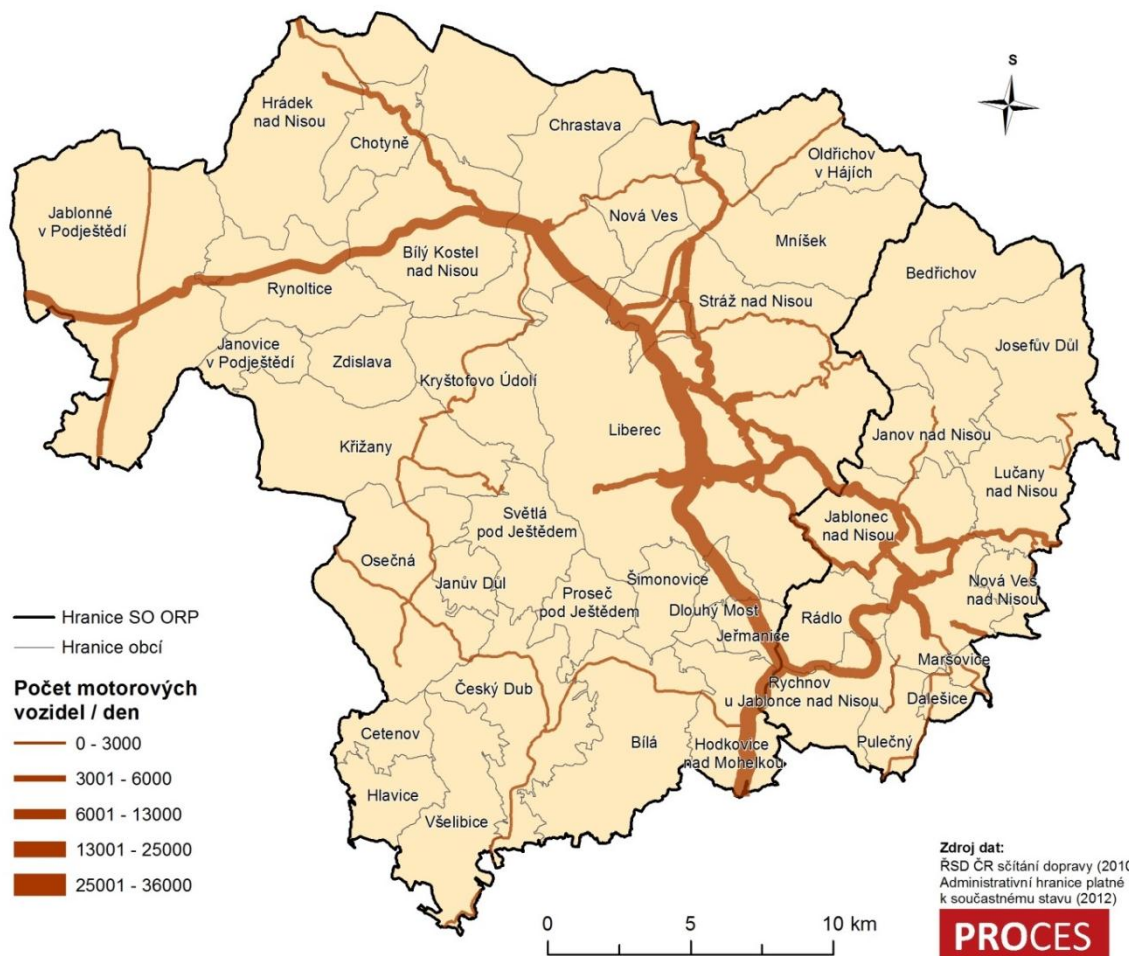 S
Hrádek
nad Nisou
Chotyně
Chrastava
Oldřichov
v Hájích
Jablonné
v Podještědí
Nová Ves
Mníšek
Bílý Kostel
nad Nisou
Bedřichov
Rynoltice
Stráž nad Nisou
Janovice
v Podještědí
Zdislava
Josefův Důl
Kryštofovo Údolí
Liberec
Janov nad Nisou
Křižany
Lučany
nad Nisou
Světlá
pod Ještědem
Jablonec
nad Nisou
Osečná
Janův Důl
Proseč
pod Ještědem
Šimonovice
Nová Ves
nad Nisou
Dlouhý Most
Rádlo
Jeřmanice
Maršovice
Rychnov
u Jablonce nad Nisou
Dalešice
Český Dub
Cetenov
Bílá
Hodkovice
nad Mohelkou
Pulečný
Hlavice
Všelibice
Hranice SO ORP
Hranice obcí
Počet motorových
vozidel / den
0 - 3000
3001 - 6000
6001 - 13000
13001 - 25000
25001 - 36000
0 5 10 km
Zdroj dat:
ŘSD ČR sčítání dopravy (2010
Administrativní hranice platné
k součastnému stavu (2012)
PROCES